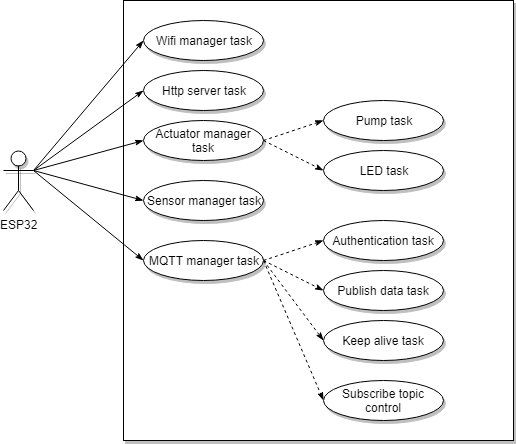 Wifi manager task
Http server task
Actuator manager
task
Pump task
LED task
ESP32
Sensor manager task
MQTT manager task
Authentication task
Publish data task
Keep alive task
Subscribe topic
control